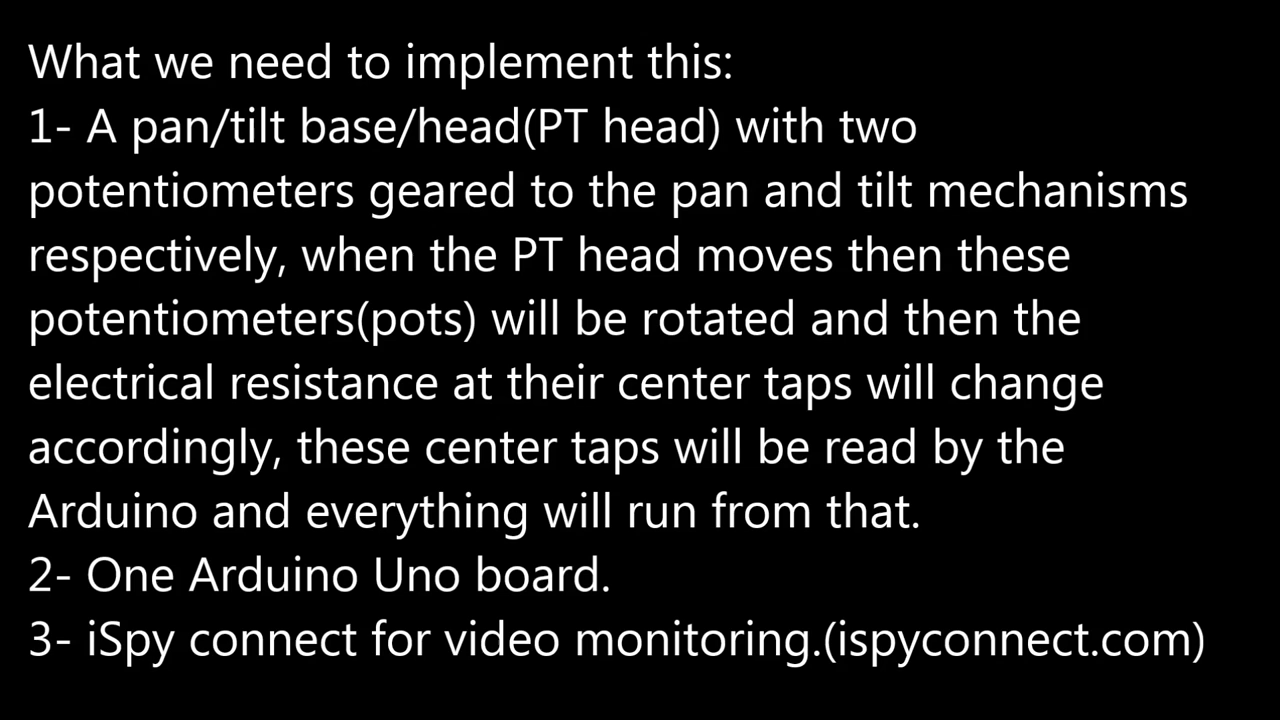 What we need to implement this:
1- A pan/tilt base/head(PT head) with two
potentiometers geared to the pan and tilt mechanisms
respectively, when the PT head moves then these
potentiometers(pots) will be rotated and then the
electrical resistance at their center taps will change
accordingly, these center taps will be read by the
Arduino and everything will run from that.
2- One Arduino Uno board.
3- iSpy connect for video monitoring.(ispyconnect.com)